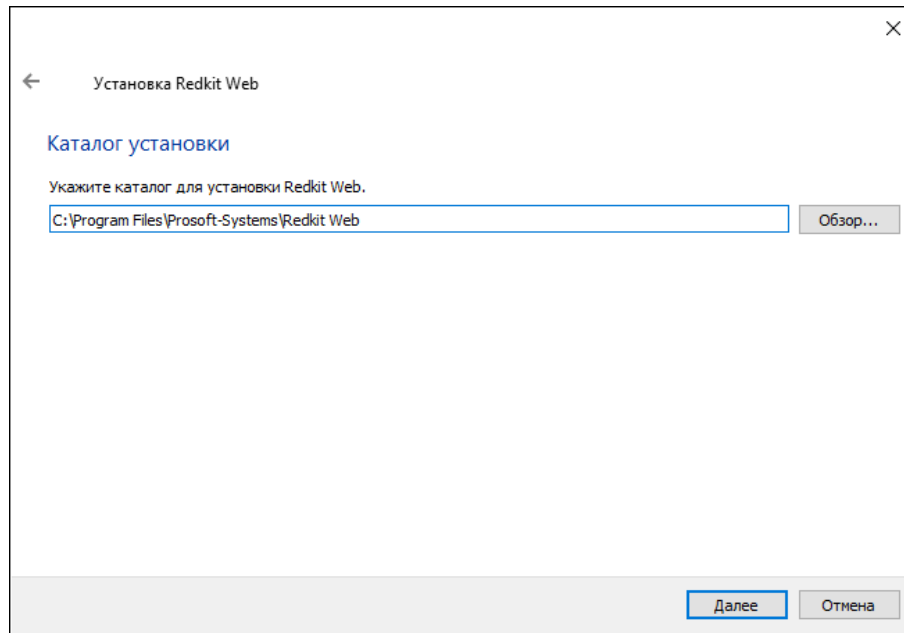 Установка Redkit Web
Каталог установки
Укажите каталог для установки Redkit Web.
C:\Program Files\Prosoft-Systems\Redkit Web
Обзор...
Далее
Отмена